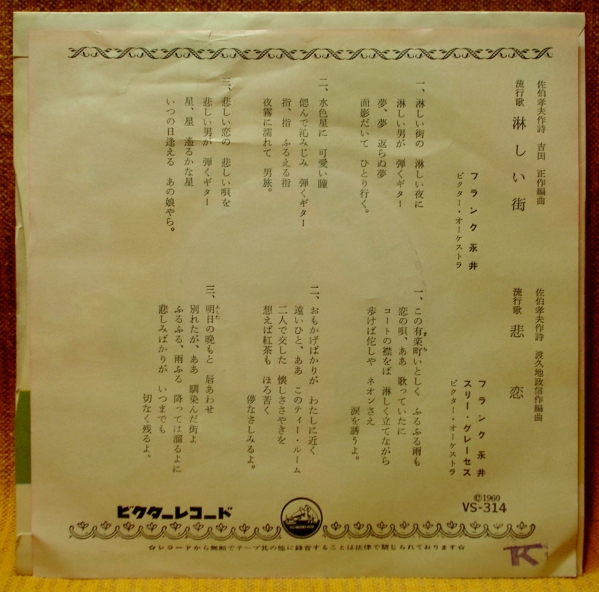 佐伯孝夫作詩 吉田 正作編曲
流行歌 淋しい街
フランク永井
ビクター・オーケストラ
一、淋しい街の 淋しい夜に
淋しい男が 弾くギター
夢、夢 返らぬ夢
面影だいて ひとり行く。
二、水色星に 可愛い瞳
偲んで沁みじみ 弾くギター
指、指 ふるえる指
夜霧に濡れて 男旅。
三、悲しい恋の 悲しい唄を
悲しい男が 弾くギター
星、星 遙るかな星
いつの日逢える あの娘やら。
佐伯孝夫作詩 渡久地政信作編曲
流行歌 悲恋
フランク永井
スリー・グレーセス
ビクター・オーケストラ
一、この有楽町いとしく ふるふる雨も
恋の唄、ああ 歌っていたに
コートの襟をば 淋しく立てながら
歩けば佗しや ネオンさえ
涙を誘うよ。
二、おもかげばかりが わたしに近く
遠いひと、ああ このティー・ルーム
二人で交した 懐しささやきを
想えば紅茶も ほろ苦く
儚なさしみるよ。
三、明日の晩もと 唇あわせ
別れたが、ああ 馴染んだ街よ
ふるふる、雨ふる 降っては溜るよに
悲しみばかりが いつまでも
切なく残るよ。
ビクターレコード
©1960
VS-314
☆レコードから無断でテープ其の他に録音することは法律で禁じられております☆
TK